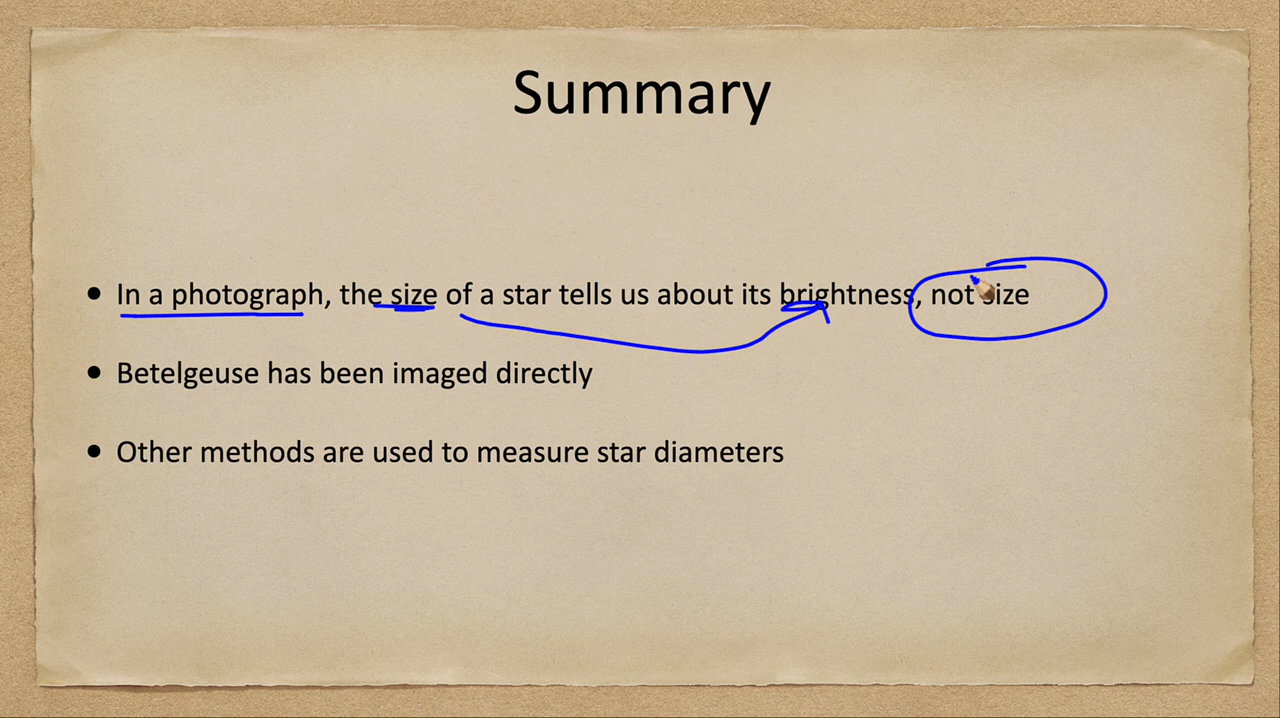 Summary
• In a photograph, the size of a star tells us about its brightness, not size
• Betelgeuse has been imaged directly
• Other methods are used to measure star diameters